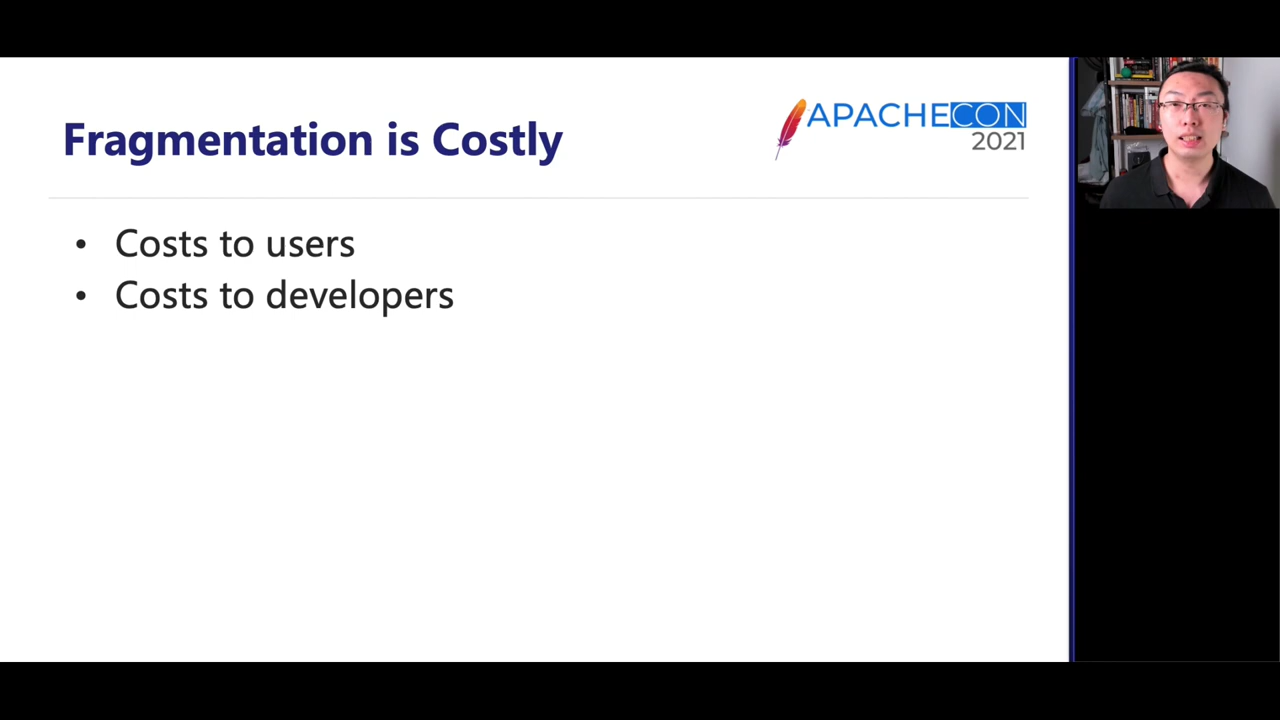 Fragmentation is Costly
APACHECON
2021
• Costs to users
• Costs to developers